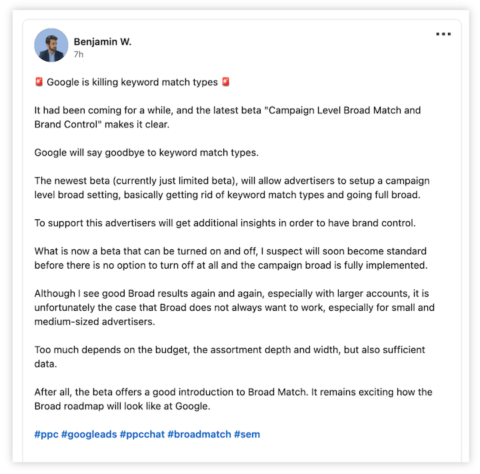 Benjamin W.
7h
🚨 Google is killing keyword match types 🚨
It had been coming for a while, and the latest beta "Campaign Level Broad Match and
Brand Control" makes it clear.
Google will say goodbye to keyword match types.
The newest beta (currently just limited beta), will allow advertisers to setup a campaign
level broad setting, basically getting rid of keyword match types and going full broad.
To support this advertisers will get additional insights in order to have brand control.
What is now a beta that can be turned on and off, I suspect will soon become standard
before there is no option to turn off at all and the campaign broad is fully implemented.
Although I see good Broad results again and again, especially with larger accounts, it is
unfortunately the case that Broad does not always want to work, especially for small and
medium-sized advertisers.
Too much depends on the budget, the assortment depth and width, but also sufficient
data.
After all, the beta offers a good introduction to Broad Match. It remains exciting how the
Broad roadmap will look like at Google.
#ppc #googleads #ppcchat #broadmatch #sem